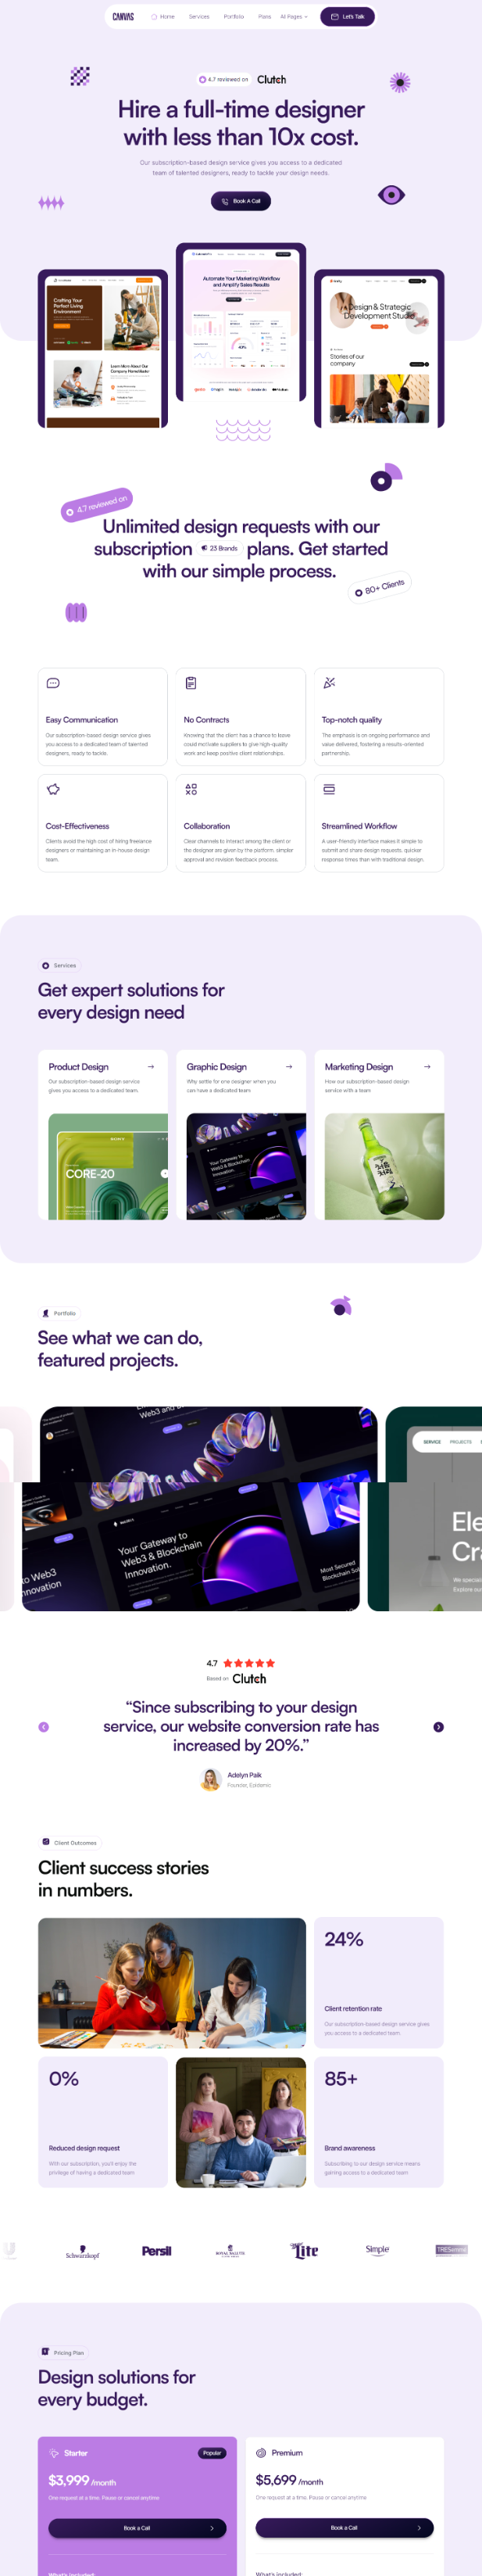 CANVAS
Home
Services
Portfolio
Plans
All Pages
Let's Talk
4.7 reviewed on
Clutch
Hire a full-time designer
with less than 10x cost.
Our subscription-based design service gives you access to a dedicated
team of talented designers, ready to tackle your design needs.
Book A Call
Crafting Your
Perfect Living
Environment
Learn More About Our
Company HomeMaster
Automate Your Marketing Workflow
and Amplify Sales Results
Design & Strategic
Development Studio
Stories of our
company
4.7 reviewed on
Unlimited design requests with our
subscription 23 Brands plans. Get started
with our simple process.
80+ Clients
Easy Communication
Our subscription-based design service gives
you access to a dedicated team of talented
designers, ready to tackle.
No Contracts
Knowing that the client has a chance to leave
could motivate suppliers to give high-quality
work and keep positive client relationships.
Top-notch quality
The emphasis is on ongoing performance and
value delivered, fostering a results-oriented
partnership.
Cost-Effectiveness
Clients avoid the high cost of hiring freelance
designers or maintaining an in-house design
team.
Collaboration
Clear channels to interact among the client or
the designer are given by the platform. simpler
approval and revision feedback process.
Streamlined Workflow
A user-friendly interface makes it simple to
submit and share design requests, quicker
response times than with traditional design.
Services
Get expert solutions for
every design need
Product Design
Our subscription-based design service
gives you access to a dedicated team.
SONY
CORE-20
Graphic Design
Why settle for one designer when you
can have a dedicated team
Your Gateway to
Web3 & Blockchain
Innovation.
Marketing Design
How our subscription-based design
service with a team
처음
처럼
Portfolio
See what we can do,
featured projects.
Web3 and B
SERVICE
PROJECTS
to Web3
Innovation
Your Gateway to
Web3 & Blockchain
Innovation.
Most Secured
Blockchain Sol
Ele
Cra
We speciali
Explore ou
4.7
Based on Clutch
“Since subscribing to your design
service, our website conversion rate has
increased by 20%.”
Adelyn Paik
Founder, Epidemic
Client Outcomes
Client success stories
in numbers.
24%
Client retention rate
Our subscription-based design service gives
you access to a dedicated team.
0%
Reduced design request
With our subscription, you'll enjoy the
privilege of having a dedicated team
85+
Brand awareness
Subscribing to our design service means
gaining access to a dedicated team
U
Schwarzkopf
Persil
ROYAL SALUTE
Lite
Simple
TRESemmé
Pricing Plan
Design solutions for
every budget.
Starter
Popular
$3,999 /month
One request at a time. Pause or cancel anytime
Book a Call
What's included:
Premium
$5,699 /month
One request at a time. Pause or cancel anytime
Book a Call
What's included: